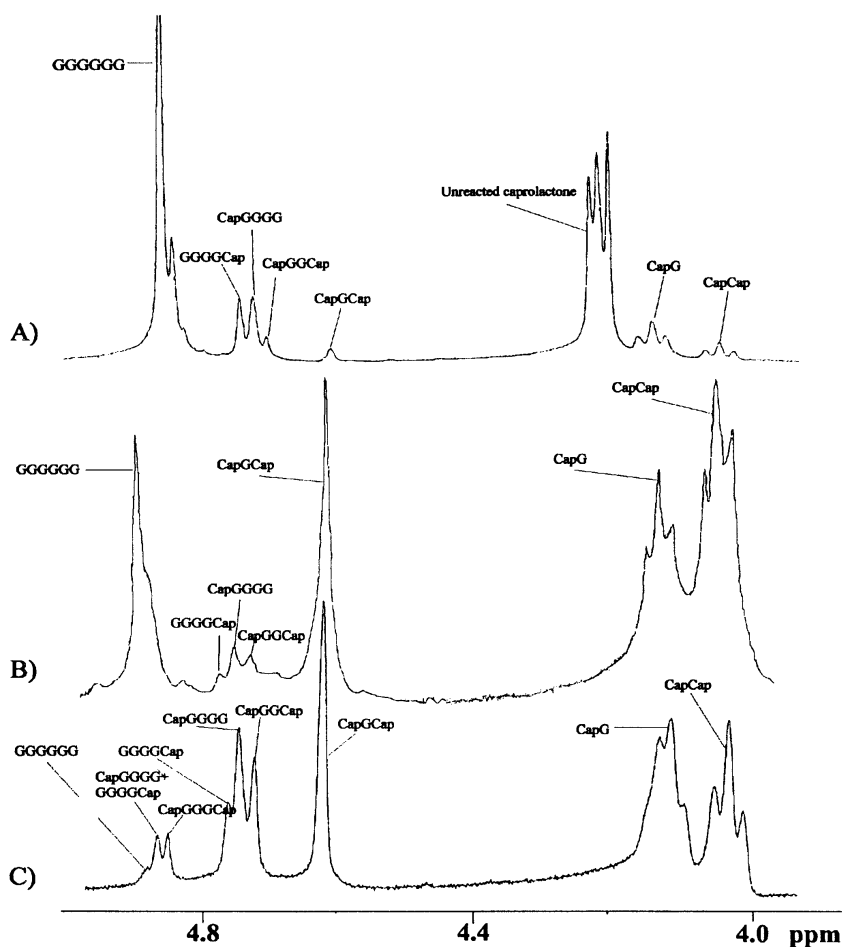 GGGGGG
Unreacted caprolactone
CapGGGG
GGGGCap
CapGGCap
CapGCap
CapG
CapCap
A)
CapCap
GGGGGG
CapGCap
CapG
CapGGGG
GGGGCap
CapGGCap
B)
CapCap
CapGGGG
CapGGCap
CapGCap
CapG
GGGGGG
GGGGCap
CapGGGG+
GGGGCap
CapGGGCap
C)
4.8
4.4
4.0
ppm